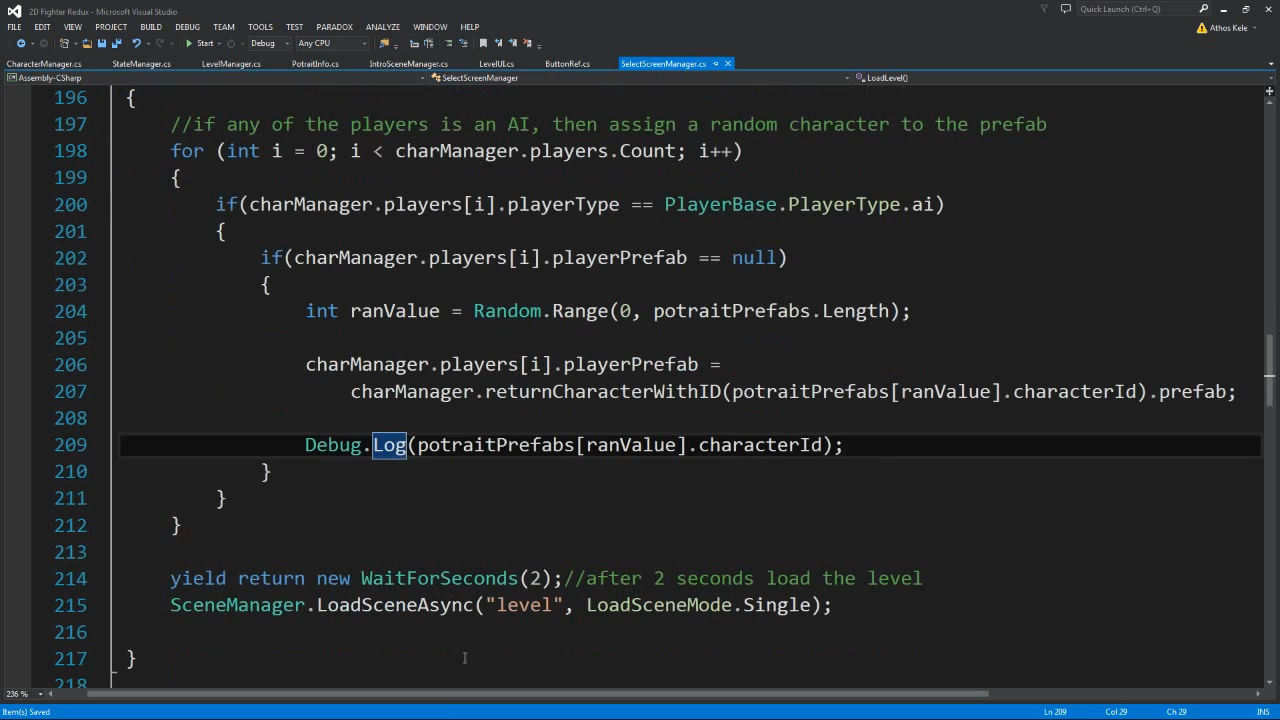 2D Fighter Redux - Microsoft Visual Studio
Quick Launch (Ctrl+Q)
FILE EDIT VIEW PROJECT BUILD DEBUG TEAM TOOLS TEST PARADOX ANALYZE WINDOW HELP
Athos Kele
Start Debug Any CPU
CharacterManager.cs StateManager.cs LevelManager.cs PotraitInfo.cs IntroSceneManager.cs LevelUI.cs ButtonRef.cs SelectScreenManager.cs
Assembly-CSharp SelectScreenManager LoadLevel()
196 {
197 //if any of the players is an AI, then assign a random character to the prefab
198 for (int i = 0; i < charManager.players.Count; i++)
199 {
200 if(charManager.players[i].playerType == PlayerBase.PlayerType.ai)
201 {
202 if(charManager.players[i].playerPrefab == null)
203 {
204 int ranValue = Random.Range(0, potraitPrefabs.Length);
205
206 charManager.players[i].playerPrefab =
207 charManager.returnCharacterWithID(potraitPrefabs[ranValue].characterId).prefab;
208
209 Debug.Log(potraitPrefabs[ranValue].characterId);
210 }
211 }
212 }
213
214 yield return new WaitForSeconds(2);//after 2 seconds load the level
215 SceneManager.LoadSceneAsync("level", LoadSceneMode.Single);
216
217 }
218
236 %
Item(s) Saved Ln 209 Col 29 Ch 29 INS